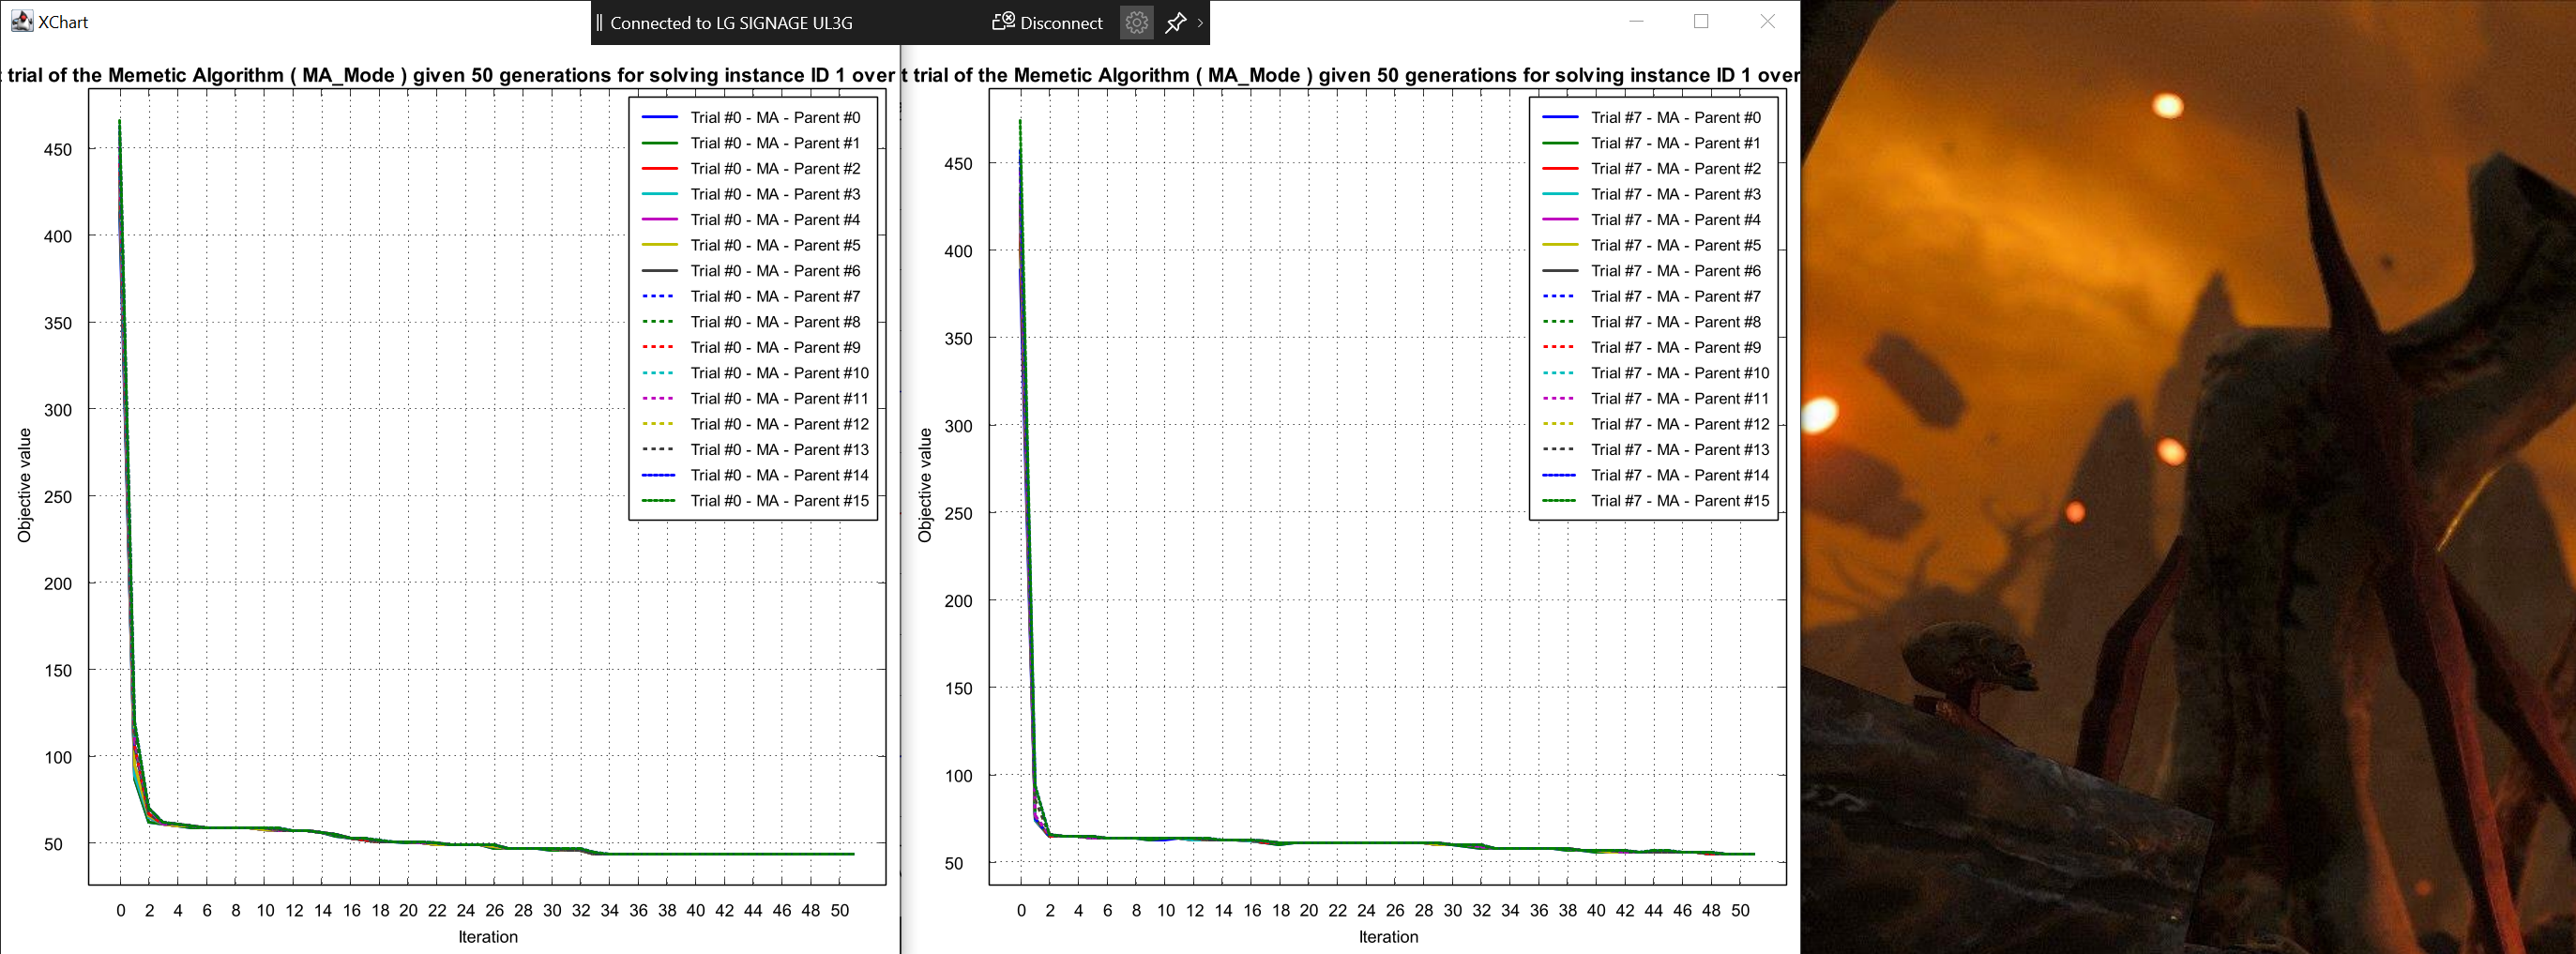 XChart
Connected to LG SIGNAGE UL3G
Disconnect
trial of the Memetic Algorithm ( MA_Mode ) given 50 generations for solving instance ID 1 over
Objective value
450
400
350
300
250
200
150
100
50
Trial #0 - MA - Parent #0
Trial #0 - MA - Parent #1
Trial #0 - MA - Parent #2
Trial #0 - MA - Parent #3
Trial #0 - MA - Parent #4
Trial #0 - MA - Parent #5
Trial #0 - MA - Parent #6
Trial #0 - MA - Parent #7
Trial #0 - MA - Parent #8
Trial #0 - MA - Parent #9
Trial #0 - MA - Parent #10
Trial #0 - MA - Parent #11
Trial #0 - MA - Parent #12
Trial #0 - MA - Parent #13
Trial #0 - MA - Parent #14
Trial #0 - MA - Parent #15
0 2 4 6 8 10 12 14 16 18 20 22 24 26 28 30 32 34 36 38 40 42 44 46 48 50
Iteration
t trial of the Memetic Algorithm ( MA_Mode ) given 50 generations for solving instance ID 1 over
Objective value
450
400
350
300
250
200
150
100
50
Trial #7 - MA - Parent #0
Trial #7 - MA - Parent #1
Trial #7 - MA - Parent #2
Trial #7 - MA - Parent #3
Trial #7 - MA - Parent #4
Trial #7 - MA - Parent #5
Trial #7 - MA - Parent #6
Trial #7 - MA - Parent #7
Trial #7 - MA - Parent #8
Trial #7 - MA - Parent #9
Trial #7 - MA - Parent #10
Trial #7 - MA - Parent #11
Trial #7 - MA - Parent #12
Trial #7 - MA - Parent #13
Trial #7 - MA - Parent #14
Trial #7 - MA - Parent #15
0 2 4 6 8 10 12 14 16 18 20 22 24 26 28 30 32 34 36 38 40 42 44 46 48 50
Iteration